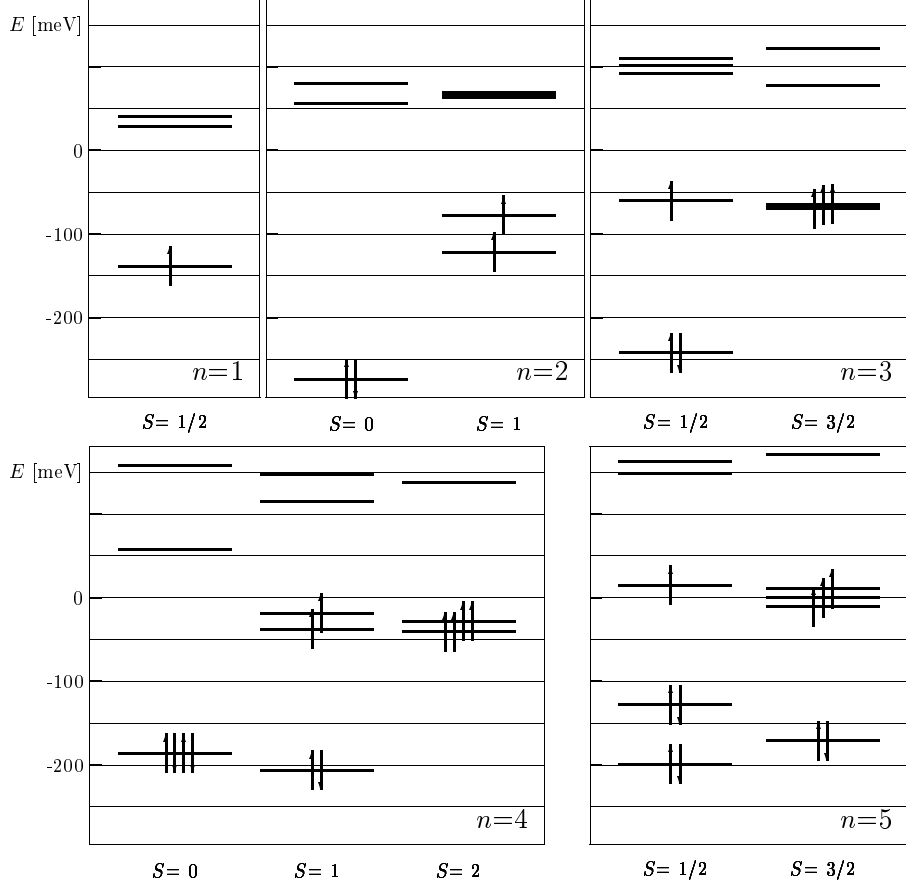 E [meV]
0
-100
-200
n=1
n=2
n=3
S= 1/2
S= 0
S= 1
S= 1/2
S= 3/2
E [meV]
0
-100
-200
n=4
n=5
S= 0
S= 1
S= 2
S= 1/2
S= 3/2